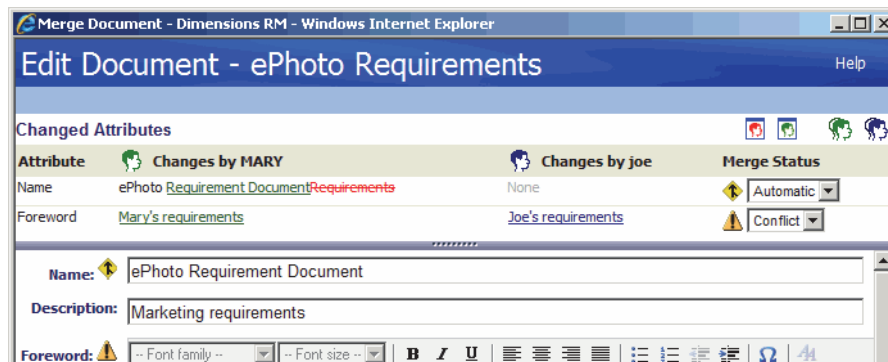 Merge Document - Dimensions RM - Windows Internet Explorer
Edit Document - ePhoto Requirements Help
Changed Attributes
Attribute Changes by MARY Changes by joe Merge Status
Name ePhoto Requirement DocumentRequirements None Automatic
Foreword Mary's requirements Joe's requirements Conflict
Name: ePhoto Requirement Document
Description: Marketing requirements
Foreword: -- Font family -- -- Font size -- B I U Ω A